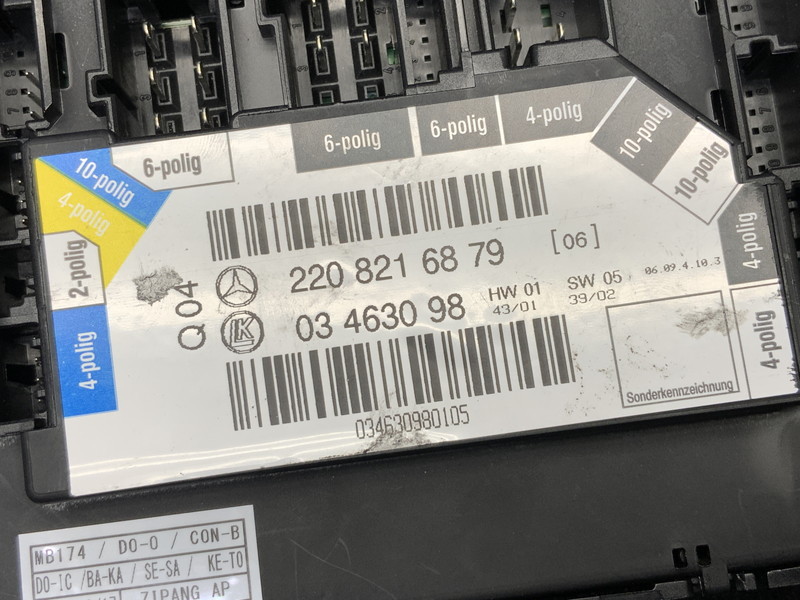 6-polig
6-polig
4-polig
10-polig
6-polig
10-polig
10-polig
4-polig
2-polig
4-polig
4-polig
4-polig
Q 04
220 821 68 79 [06]
K 03 4630 98 HW 01 SW 05 06.09.4.10.3
43/01 39/02
034630980105
Sonderkennzeichnung
MB174 / DO-O / CON-B
DO-IC /BA-KA / SE-SA / KE-TO
ZIPANG AP